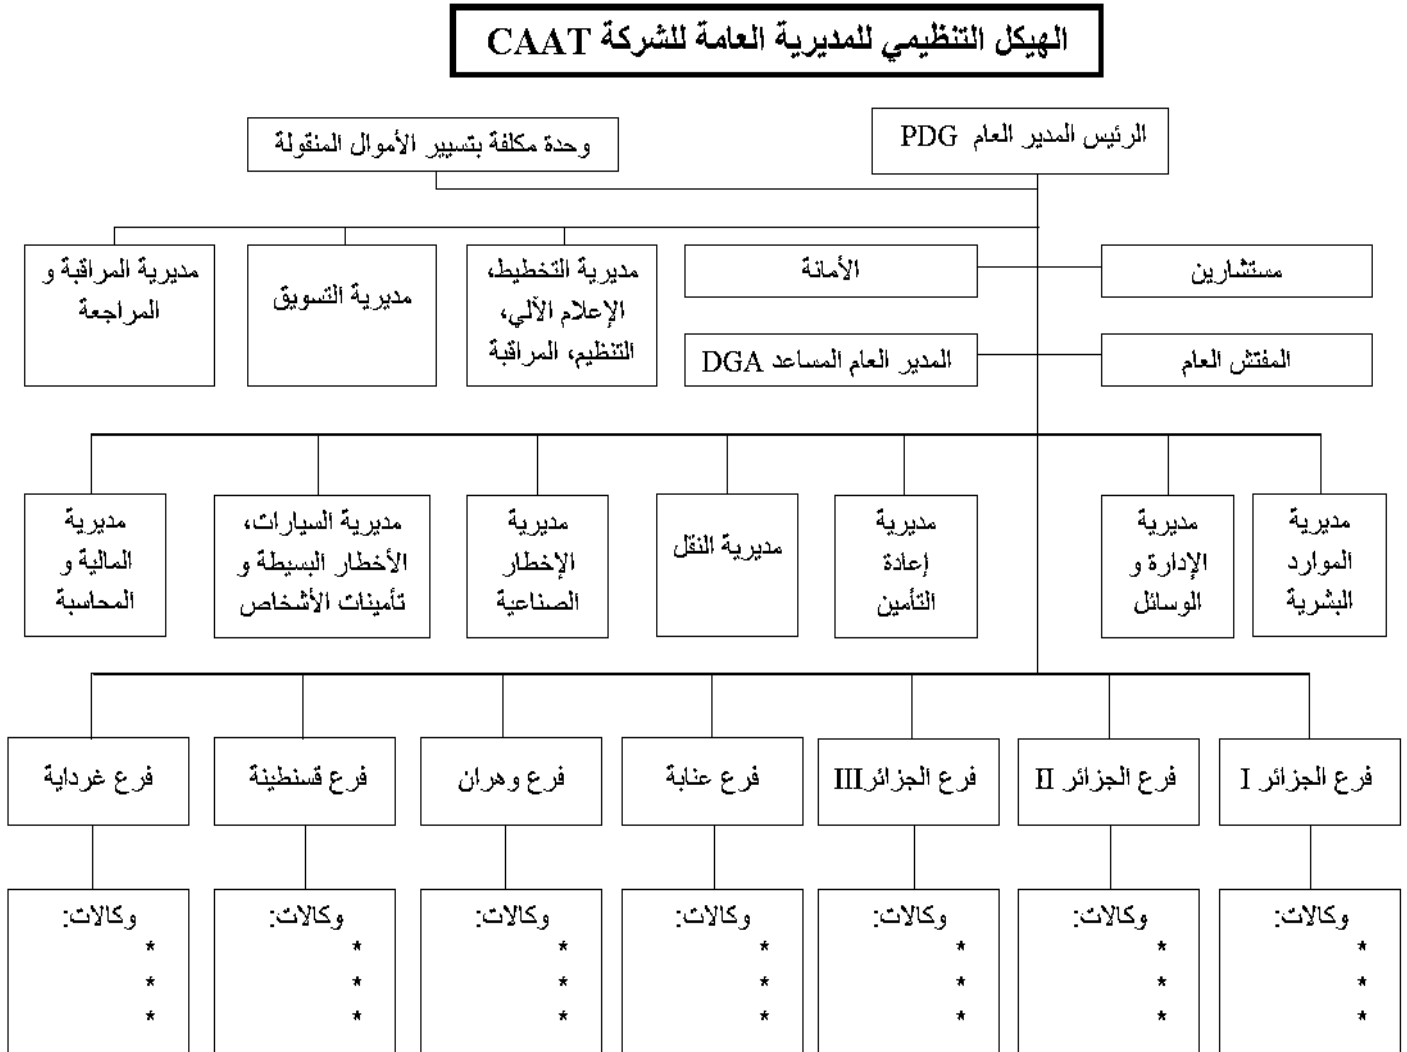 الهيكل التنظيمي للمديرية العامة للشركة CAAT
الرئيس المدير العام PDG
وحدة مكلفة بتسيير الأموال المنقولة
مستشارين
الأمانة
مديرية التخطيط،
الإعلام الآلي،
التنظيم، المراقبة
مديرية التسويق
مديرية المراقبة و
المراجعة
المفتش العام
المدير العام المساعد DGA
مديرية
الموارد
البشرية
مديرية
الإدارة و
الوسائل
مديرية
إعادة
التأمين
مديرية النقل
مديرية
الإخطار
الصناعية
مديرية السيارات،
الأخطار البسيطة و
تأمينات الأشخاص
مديرية
المالية و
المحاسبة
فرع الجزائر I
فرع الجزائر II
فرع الجزائرIII
فرع عنابة
فرع وهران
فرع قسنطينة
فرع غرداية
وكالات:
*
*
*
وكالات:
*
*
*
وكالات:
*
*
*
وكالات:
*
*
*
وكالات:
*
*
*
وكالات:
*
*
*
وكالات:
*
*
*